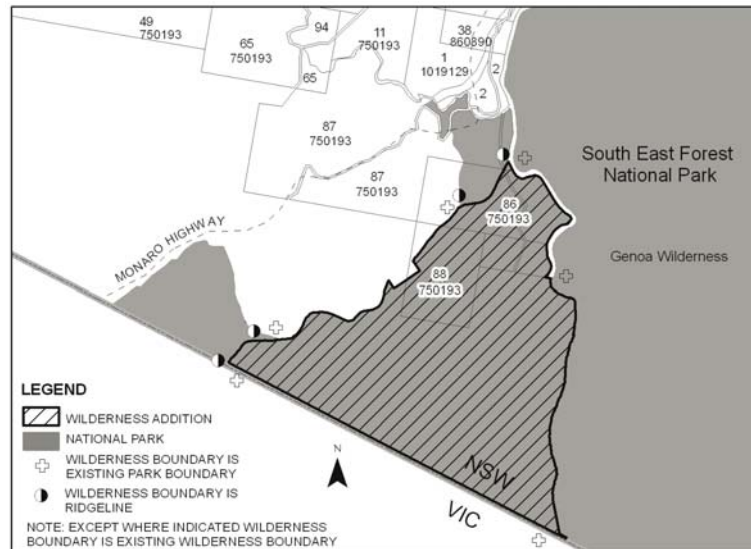 49
750193
65
750193
94
65
11
750193
38
860890
1
1019129
2
2
87
750193
87
750193
South East Forest
National Park
86
750193
Genoa Wilderness
MONARO HIGHWAY
88
750193
LEGEND
WILDERNESS ADDITION
NATIONAL PARK
WILDERNESS BOUNDARY IS
EXISTING PARK BOUNDARY
WILDERNESS BOUNDARY IS
RIDGELINE
NOTE: EXCEPT WHERE INDICATED WILDERNESS
BOUNDARY IS EXISTING WILDERNESS BOUNDARY
N
NSW
VIC